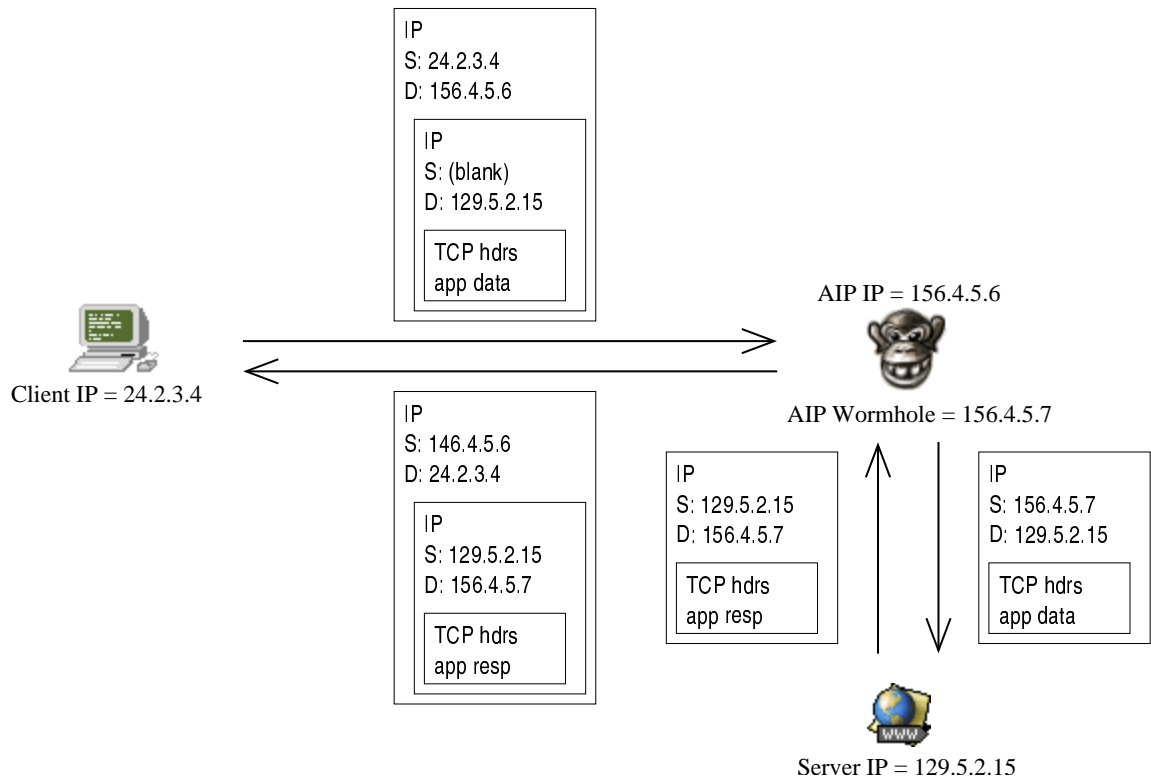 IP
S: 24.2.3.4
D: 156.4.5.6
IP
S: (blank)
D: 129.5.2.15
TCP hdrs
app data
AIP IP = 156.4.5.6
Client IP = 24.2.3.4
AIP Wormhole = 156.4.5.7
IP
S: 146.4.5.6
D: 24.2.3.4
IP
S: 129.5.2.15
D: 156.4.5.7
TCP hdrs
app resp
IP
S: 129.5.2.15
D: 156.4.5.7
TCP hdrs
app resp
IP
S: 156.4.5.7
D: 129.5.2.15
TCP hdrs
app data
WWW
Server IP = 129.5.2.15